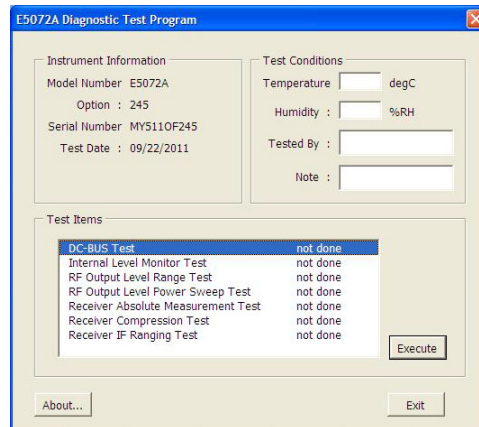 E5072A Diagnostic Test Program
Instrument Information
Model Number E5072A
Option : 245
Serial Number MY511OF245
Test Date : 09/22/2011
Test Conditions
Temperature degC
Humidity : %RH
Tested By :
Note :
Test Items
DC-BUS Test not done
Internal Level Monitor Test not done
RF Output Level Range Test not done
RF Output Level Power Sweep Test not done
Receiver Absolute Measurement Test not done
Receiver Compression Test not done
Receiver IF Ranging Test not done
Execute
About... Exit